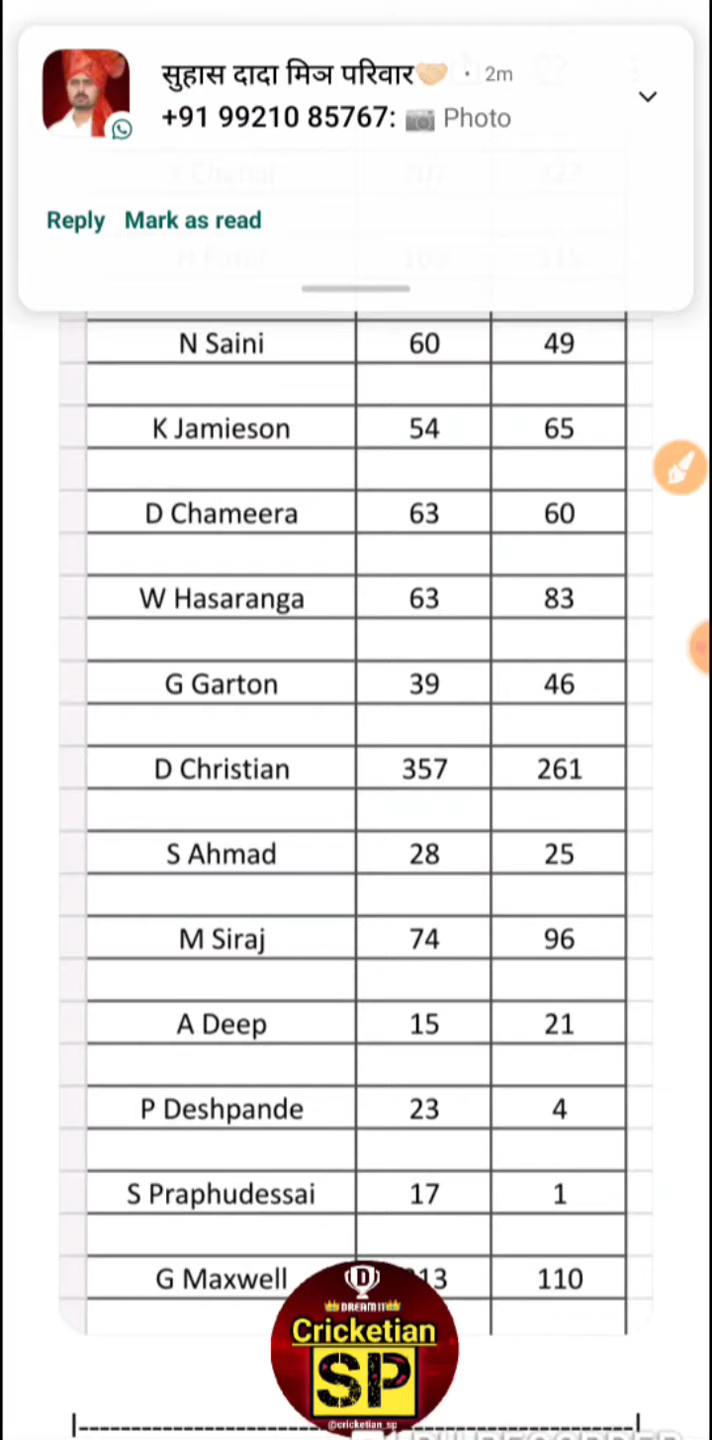 सुहास दादा मित्र परिवार🤝🏻 · 2m
+91 99210 85767: 📷 Photo
Reply Mark as read
N Saini 60 49
K Jamieson 54 65
D Chameera 63 60
W Hasaranga 63 83
G Garton 39 46
D Christian 357 261
S Ahmad 28 25
M Siraj 74 96
A Deep 15 21
P Deshpande 23 4
S Praphudessai 17 1
G Maxwell 110
D
DREAM 11
Cricketian
SP
@cricketian_sp